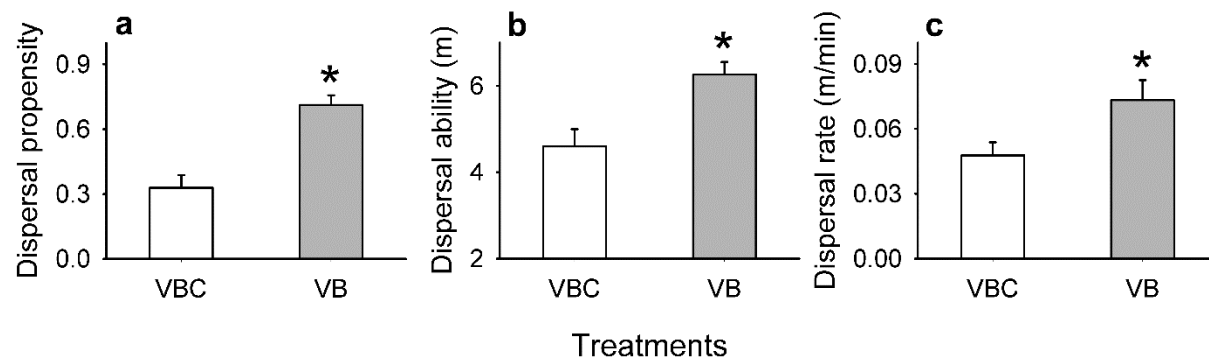 a
Dispersal propensity
0.9
0.6
0.3
0.0
*
VBC VB
b
Dispersal ability (m)
6
4
2
*
VBC VB
c
Dispersal rate (m/min)
0.09
0.06
0.03
0.00
*
VBC VB
Treatments